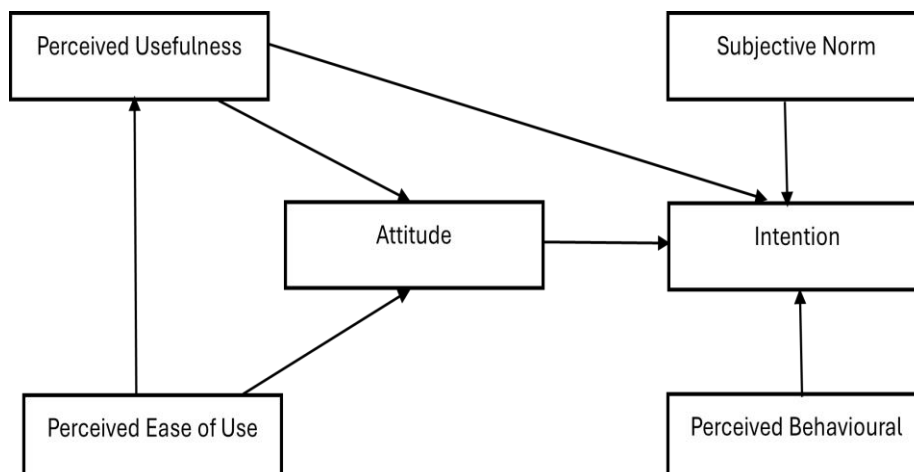 Perceived Usefulness
Subjective Norm
Attitude
Intention
Perceived Ease of Use
Perceived Behavioural